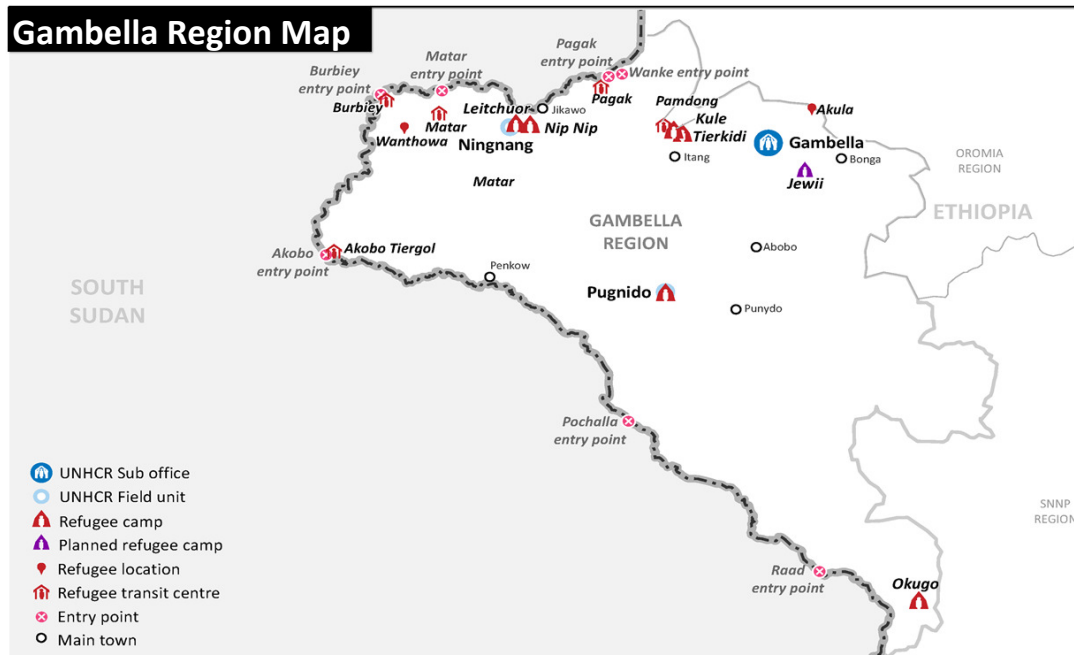 Gambella Region Map
Pagak
entry point
Matar
entry point
Burbiey
entry point
Wanke entry point
Burbiey
Leitchuor
Jikawo
Pagak
Pamdong
Akula
Matar
Nip Nip
Kule
Wanthowa
Ningnang
Tierkidi
Gambella
Itang
Bonga
OROMIA
REGION
Matar
Jewii
ETHIOPIA
GAMBELLA
REGION
Akobo Tiergol
Abobo
Akobo
entry point
Penkow
SOUTH
SUDAN
Pugnido
Punydo
Pochalla
entry point
UNHCR Sub office
UNHCR Field unit
Refugee camp
Planned refugee camp
Refugee location
Refugee transit centre
Entry point
Main town
SNNP
REGION
Raad
entry point
Okugo